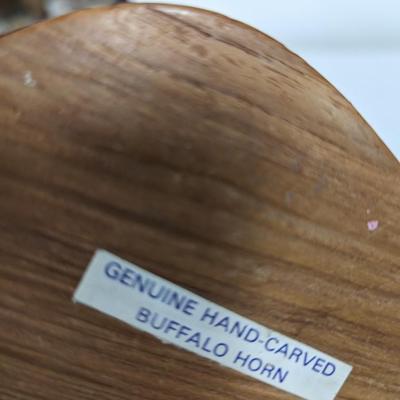 GENUINE HAND-CARVED
BUFFALO HORN